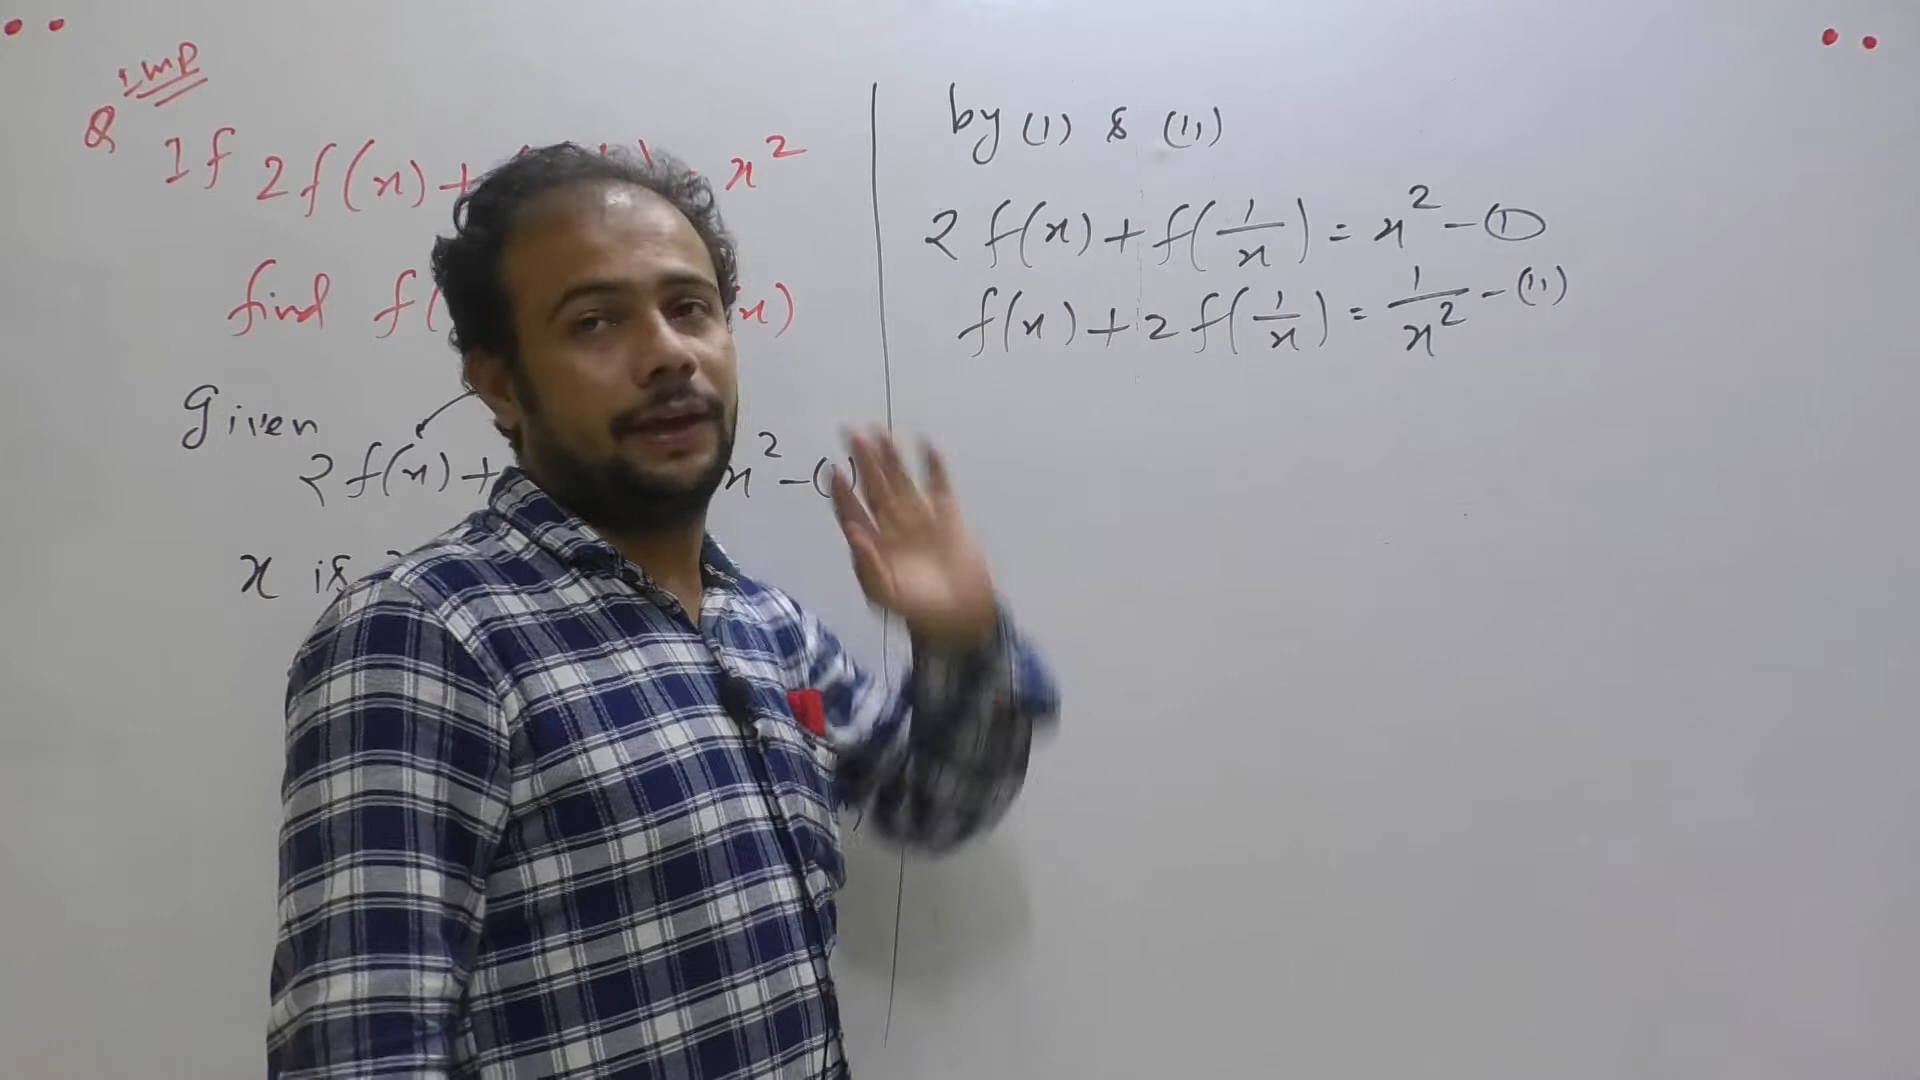 imp
Q If 2f(x)+ x²
find f( x)
Given
2f(x)+ x² -(1)
x is
by (1) & (11)
2f(x)+f(1/x) = x² -①
f(x)+2f(1/x) = 1/x² -(11)